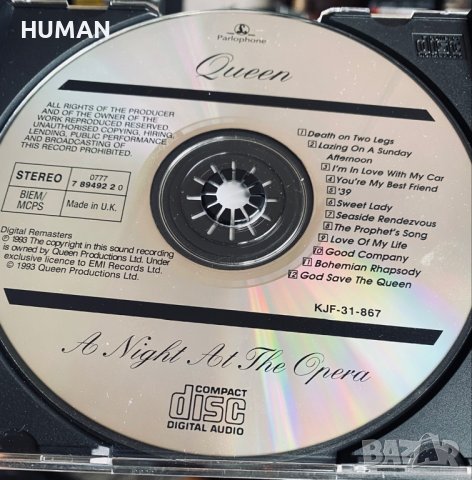 HUMAN
Parlophone
Queen
ALL RIGHTS OF THE PRODUCER
AND OF THE OWNER OF THE
WORK REPRODUCED RESERVED.
UNAUTHORISED COPYING, HIRING,
LENDING, PUBLIC PERFORMANCE
AND BROADCASTING OF
THIS RECORD PROHIBITED.
STEREO
0777
7 89492 2 0
BIEM/
MCPS
Made in U.K.
Digital Remasters
℗ 1993 The copyright in this sound recording
is owned by Queen Productions Ltd. Under
exclusive licence to EMI Records Ltd.
© 1993 Queen Productions Ltd.
1 Death on Two Legs
2 Lazing On A Sunday
Afternoon
3 I'm In Love With My Car
4 You're My Best Friend
5 '39
6 Sweet Lady
7 Seaside Rendezvous
8 The Prophet's Song
9 Love Of My Life
10 Good Company
11 Bohemian Rhapsody
12 God Save The Queen
KJF-31-867
A Night At The Opera
COMPACT
disc
DIGITAL AUDIO
BAZAR